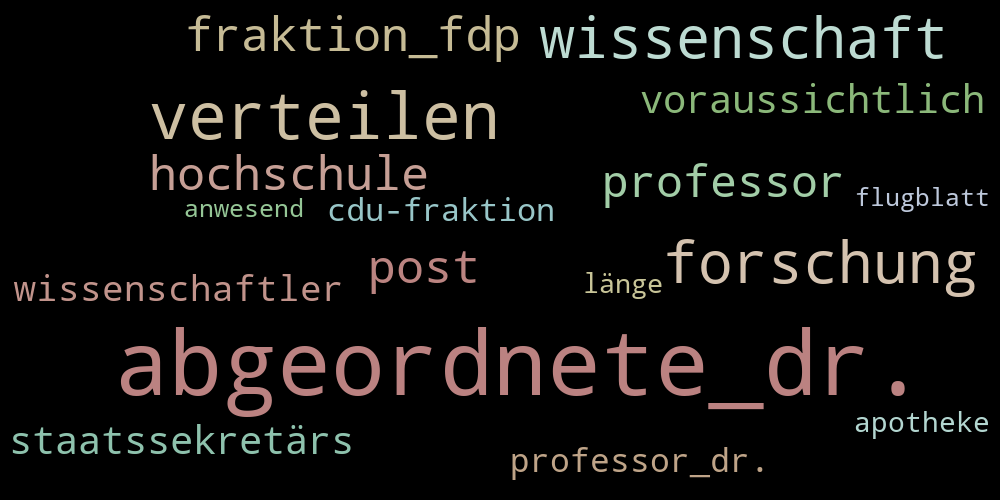 fraktion_fdp wissenschaft
verteilen voraussichtlich
hochschule professor
anwesend cdu-fraktion flugblatt
wissenschaftler post länge forschung
abgeordnete_dr.
staatssekretärs apotheke
professor_dr.